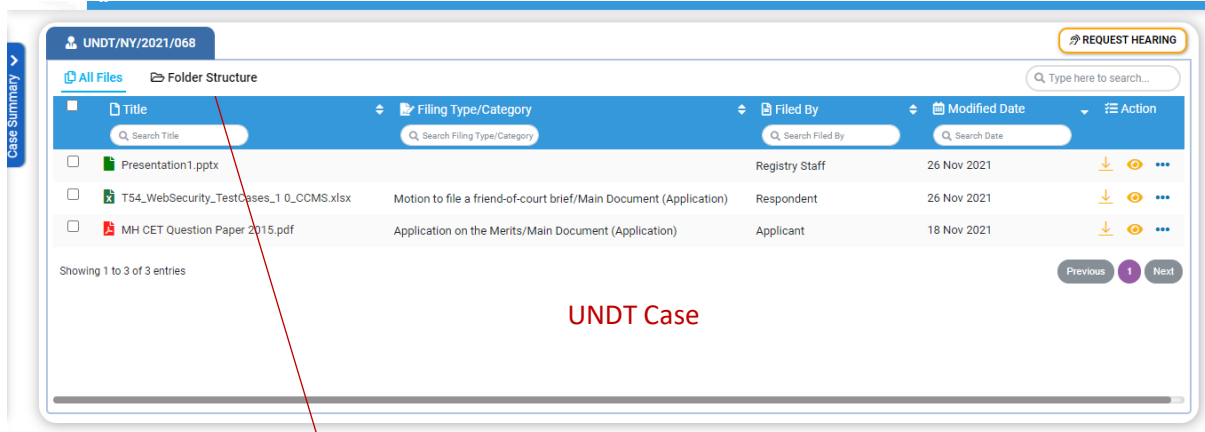 UNDT/NY/2021/068
REQUEST HEARING
Case Summary
All Files Folder Structure
Type here to search...
Title Filing Type/Category Filed By Modified Date Action
Search Title Search Filing Type/Category Search Filed By Search Date
Presentation1.pptx Registry Staff 26 Nov 2021
T54_WebSecurity_TestCases_1 0_CCMS.xlsx Motion to file a friend-of-court brief/Main Document (Application) Respondent 26 Nov 2021
MH CET Question Paper 2015.pdf Application on the Merits/Main Document (Application) Applicant 18 Nov 2021
Showing 1 to 3 of 3 entries
Previous 1 Next
UNDT Case